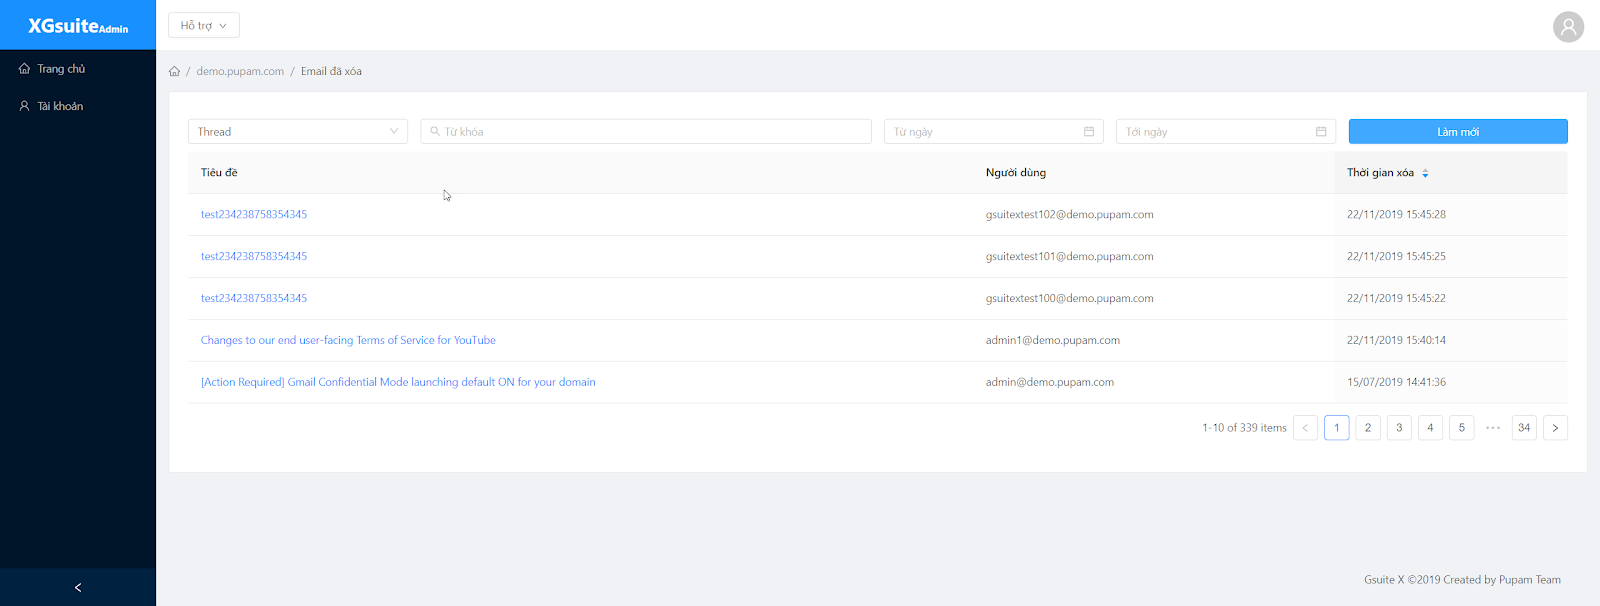 XGsuiteAdmin
Hỗ trợ
Trang chủ
Tài khoản
/ demo.pupam.com / Email đã xóa
Thread
Từ khóa
Từ ngày
Tới ngày
Làm mới
Tiêu đề Người dùng Thời gian xóa
test234238758354345 gsuitextest102@demo.pupam.com 22/11/2019 15:45:28
test234238758354345 gsuitextest101@demo.pupam.com 22/11/2019 15:45:25
test234238758354345 gsuitextest100@demo.pupam.com 22/11/2019 15:45:22
Changes to our end user-facing Terms of Service for YouTube admin1@demo.pupam.com 22/11/2019 15:40:14
[Action Required] Gmail Confidential Mode launching default ON for your domain admin@demo.pupam.com 15/07/2019 14:41:36
1-10 of 339 items < 1 2 3 4 5 ••• 34 >
<
Gsuite X ©2019 Created by Pupam Team